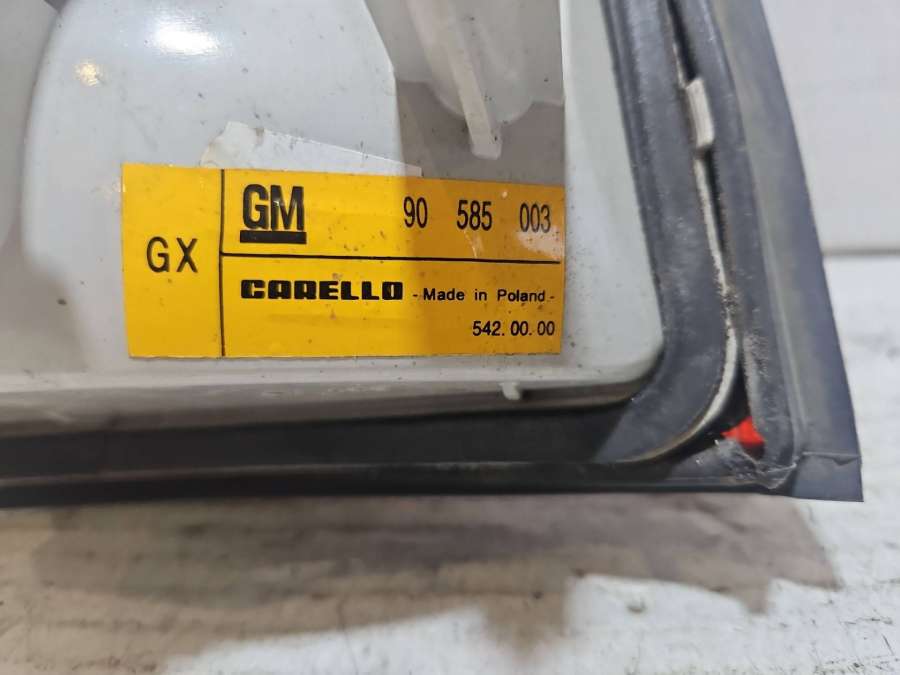 GX
GM 90 585 003
CARELLO - Made in Poland -
542.00.00